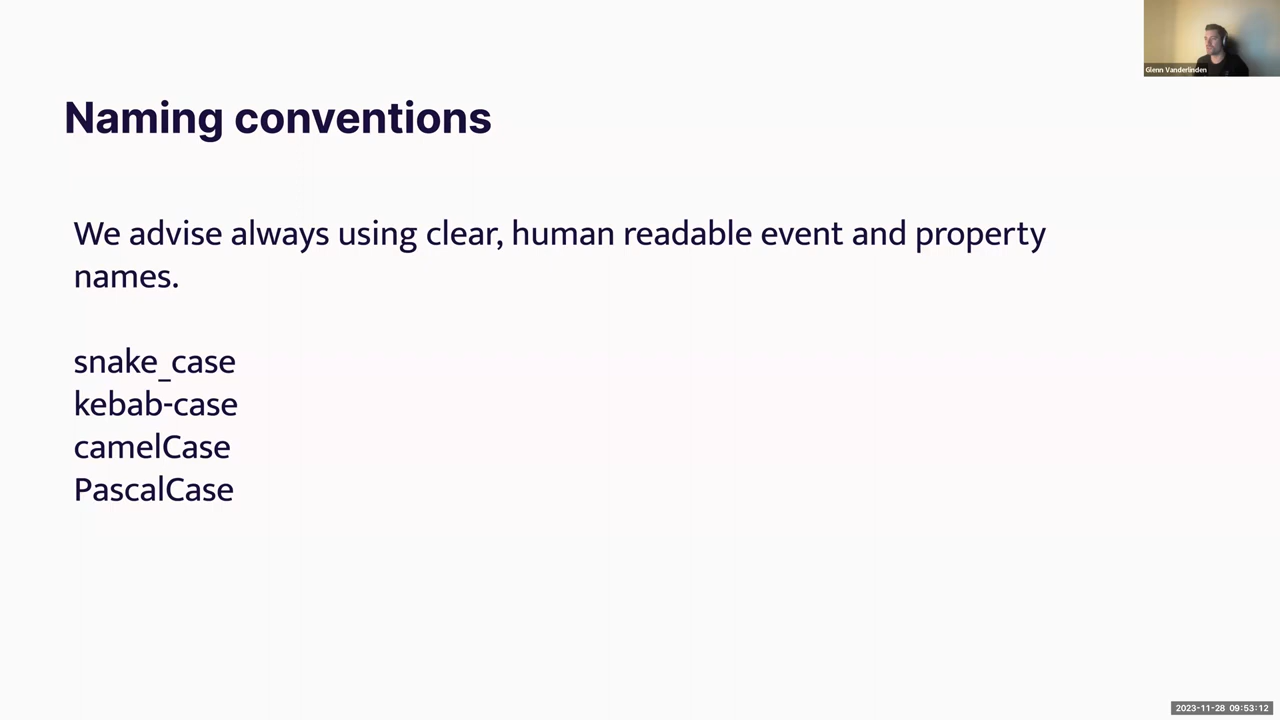 Glenn Vanderlinden
Naming conventions
We advise always using clear, human readable event and property
names.
snake_case
kebab-case
camelCase
PascalCase
2023-11-28 09:53:12